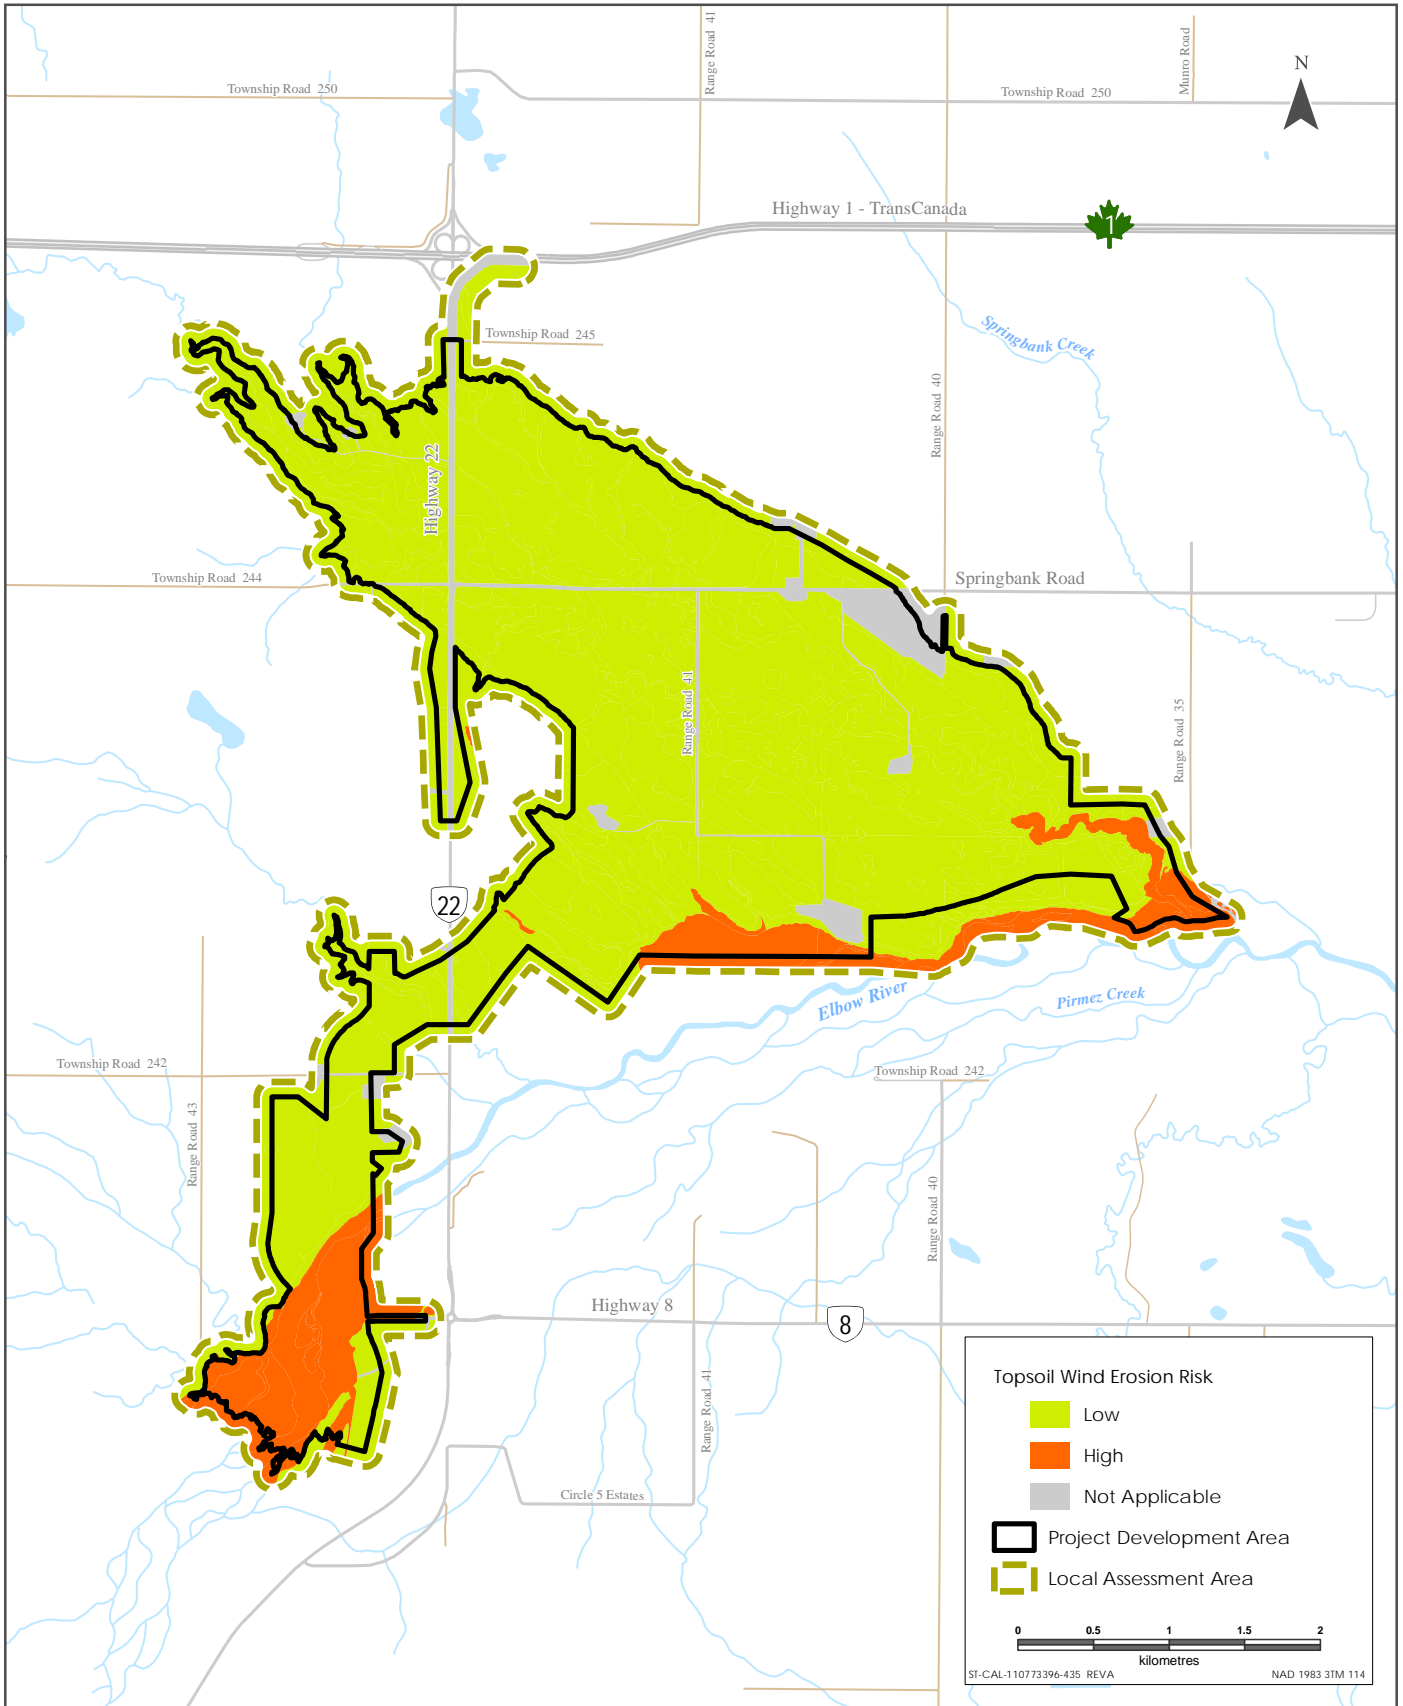 Range Road 41
Munro Road
N
Township Road 250
Township Road 250
Highway 1 - TransCanada
1
Springbank Creek
Township Road 245
Range Road 40
Highway 22
Township Road 244
Springbank Road
Range Road 41
Range Road 35
22
Elbow River
Pirmez Creek
Township Road 242
Township Road 242
Range Road 43
Range Road 40
Highway 8
8
Range Road 41
Circle 5 Estates
Topsoil Wind Erosion Risk
Low
High
Not Applicable
Project Development Area
Local Assessment Area
0 0.5 1 1.5 2
kilometres
ST-CAL-110773396-435 REVA NAD 1983 3TM 114